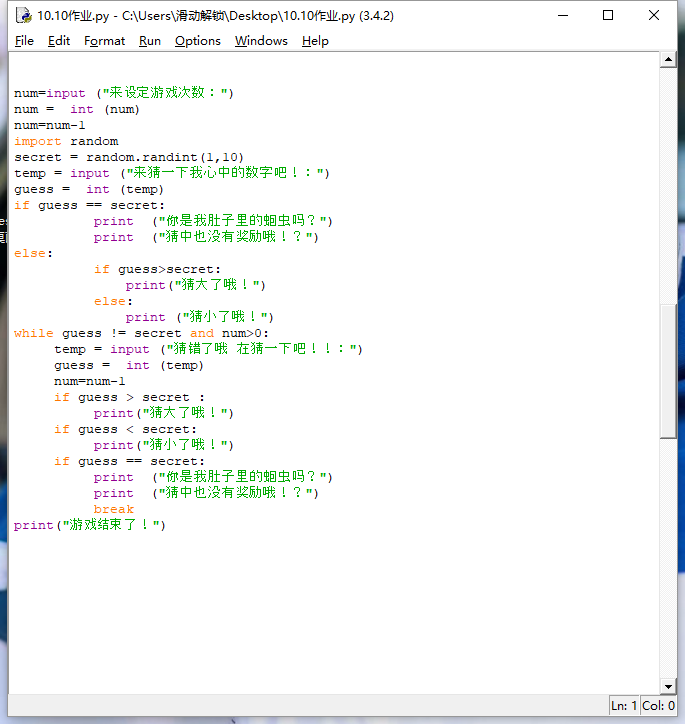 10.10作业.py - C:\Users\滑动解锁\Desktop\10.10作业.py (3.4.2)
File Edit Format Run Options Windows Help
num=input ("来设定游戏次数：")
num =  int (num)
num=num-1
import random
secret = random.randint(1,10)
temp = input ("来猜一下我心中的数字吧！：")
guess =  int (temp)
if guess == secret:
print  ("你是我肚子里的蛔虫吗？")
print  ("猜中也没有奖励哦！？")
else:
if guess>secret:
print("猜大了哦！")
else:
print ("猜小了哦！")
while guess != secret and num>0:
temp = input ("猜错了哦 在猜一下吧！！：")
guess =  int (temp)
num=num-1
if guess > secret :
print("猜大了哦！")
if guess < secret:
print("猜小了哦！")
if guess == secret:
print  ("你是我肚子里的蛔虫吗？")
print  ("猜中也没有奖励哦！？")
break
print("游戏结束了！")
Ln: 1 Col: 0